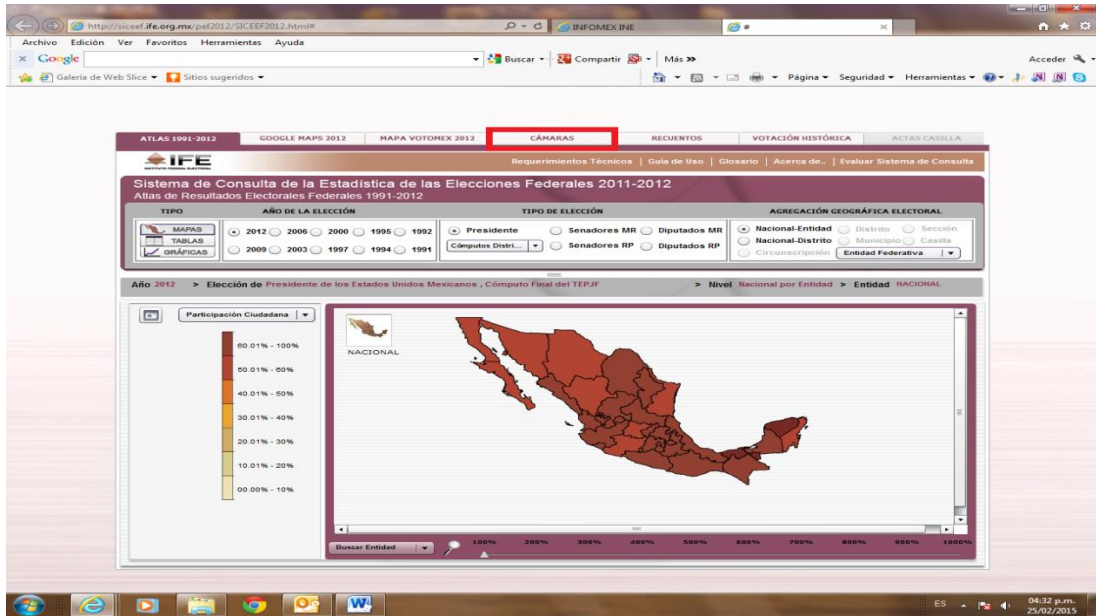 http://siceef.ife.org.mx/pef2012/SICEEF2012.html#
INFOMEX INE
#
Archivo Edición Ver Favoritos Herramientas Ayuda
Google Buscar Compartir Más » Acceder
Galería de Web Slice Sitios sugeridos Página Seguridad Herramientas
ATLAS 1991-2012 GOOGLE MAPS 2012 MAPA VOTOMEX 2012 CÁMARAS RECUENTOS VOTACIÓN HISTÓRICA ACTAS CASILLA
IFE
INSTITUTO FEDERAL ELECTORAL
Requerimientos Técnicos | Guía de Uso | Glosario | Acerca de.. | Evaluar Sistema de Consulta
Sistema de Consulta de la Estadística de las Elecciones Federales 2011-2012
Atlas de Resultados Electorales Federales 1991-2012
TIPO AÑO DE LA ELECCIÓN TIPO DE ELECCIÓN AGREGACIÓN GEOGRÁFICA ELECTORAL
MAPAS 2012 2006 2000 1995 1992 Presidente Senadores MR Diputados MR Nacional-Entidad Distrito Sección
TABLAS Nacional-Distrito Municipio Casilla
GRÁFICAS 2009 2003 1997 1994 1991 Cómputos Distri... Senadores RP Diputados RP Circunscripción Entidad Federativa
Año 2012 > Elección de Presidente de los Estados Unidos Mexicanos , Cómputo Final del TEPJF > Nivel Nacional por Entidad > Entidad NACIONAL
Participación Ciudadana
NACIONAL
60.01% - 100%
50.01% - 60%
40.01% - 50%
30.01% - 40%
20.01% - 30%
10.01% - 20%
00.00% - 10%
Buscar Entidad 100% 200% 300% 400% 500% 600% 700% 800% 900% 1000%
ES 04:32 p.m.
25/02/2015